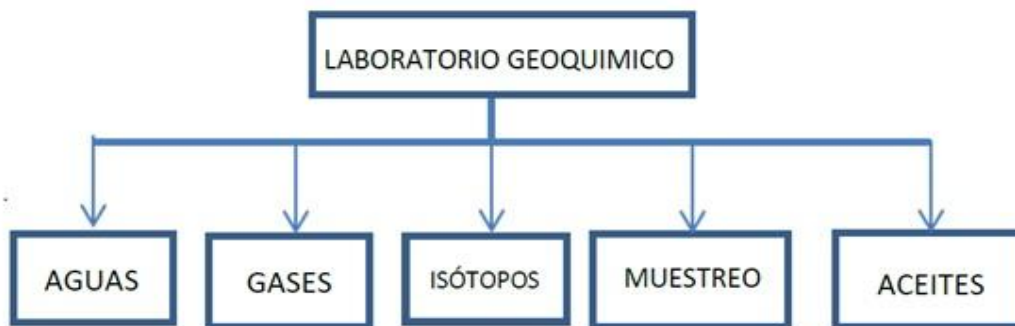 LABORATORIO GEOQUIMICO
AGUAS
GASES
ISÓTOPOS
MUESTREO
ACEITES